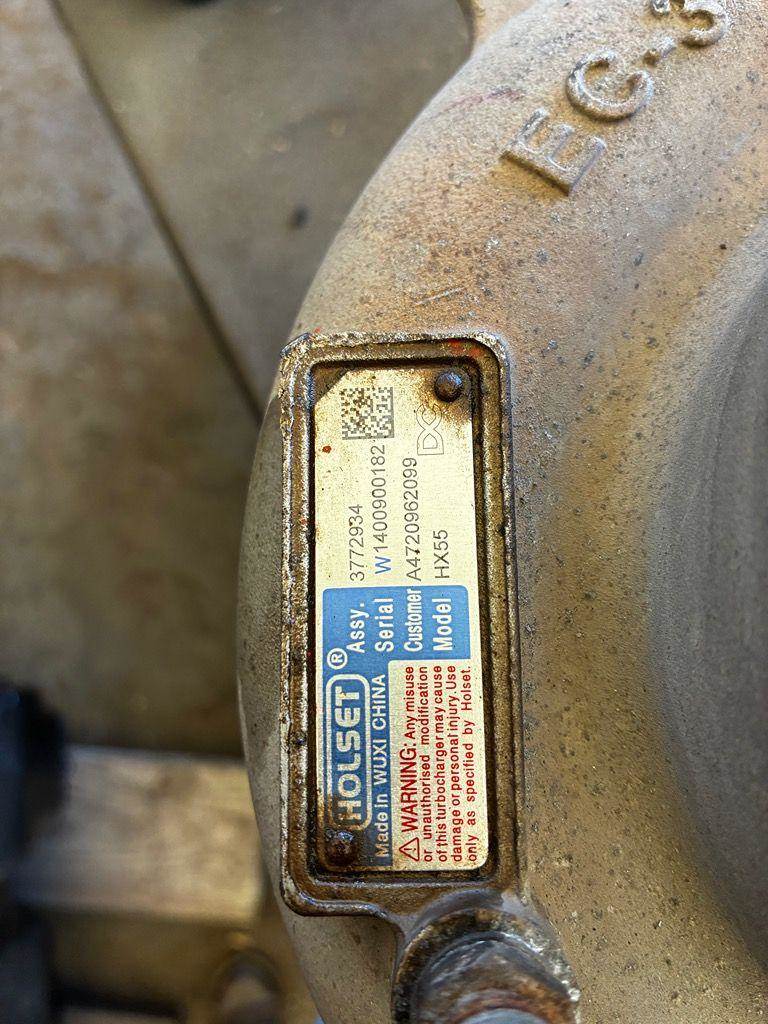 EC-
HOLSET®
Made in WUXI CHINA
Assy. 3772934
Serial W1400900182
Customer A4720962099
Model HX55
WARNING: Any misuse
or unauthorised modification
of this turbocharger may cause
damage or personal injury. Use
only as specified by Holset.